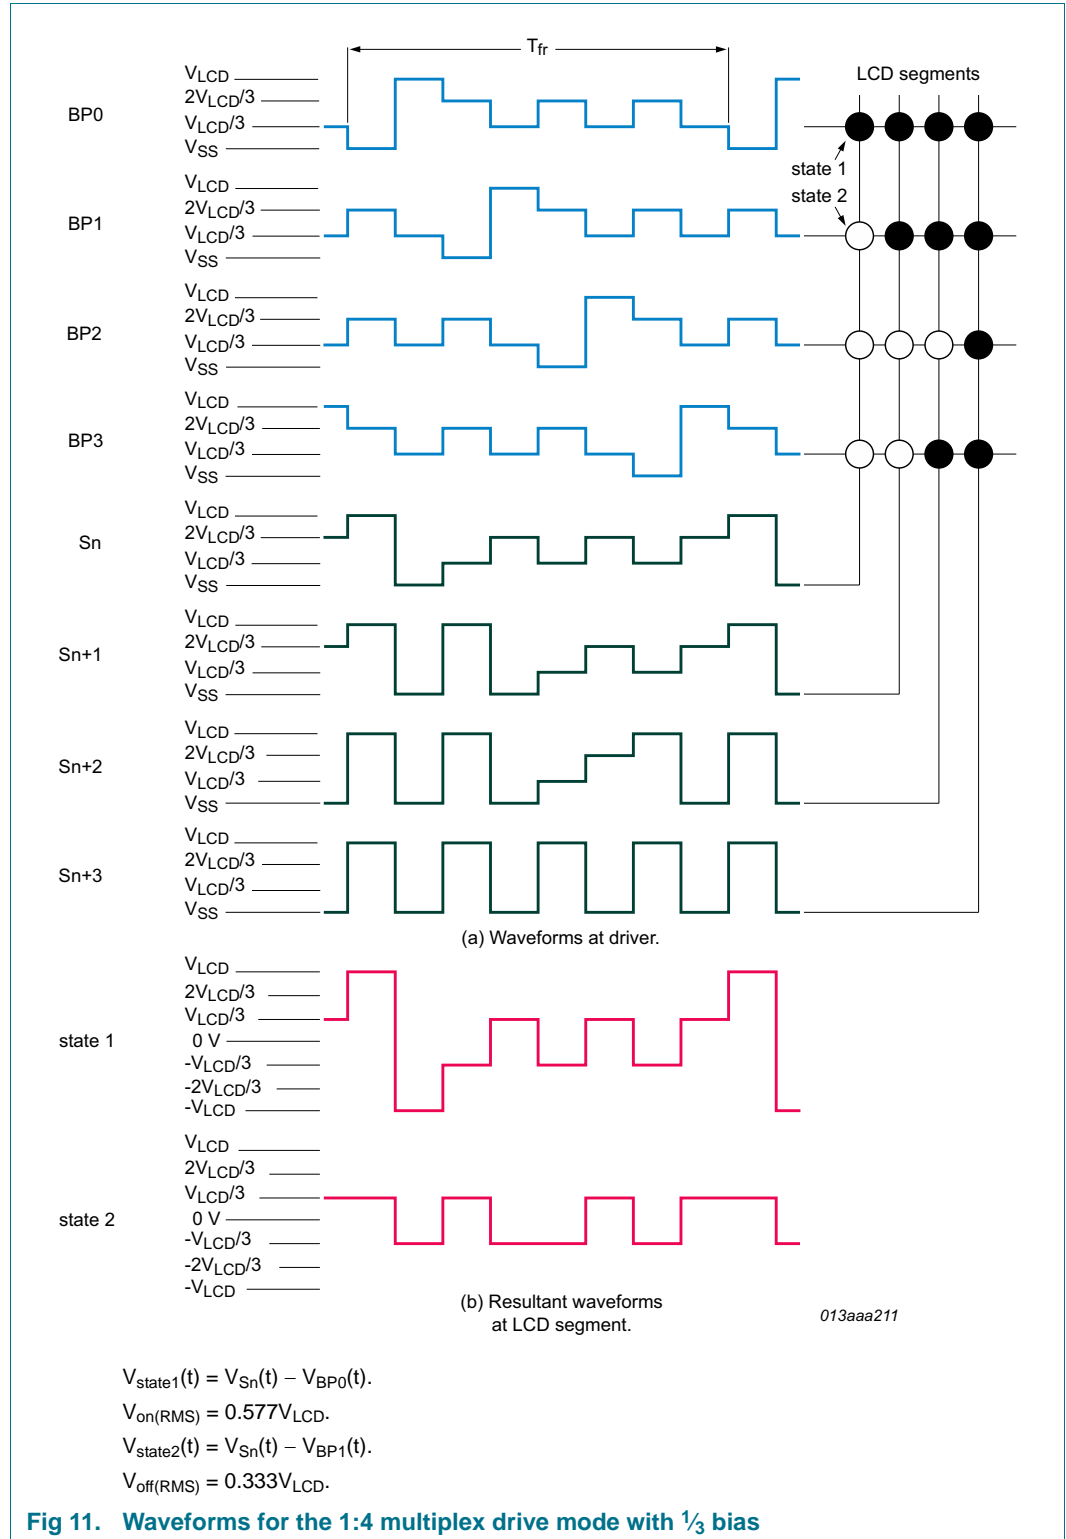 Tfr
LCD segments
BP0
VLCD
2VLCD/3
VLCD/3
VSS
state 1
state 2
BP1
VLCD
2VLCD/3
VLCD/3
VSS
BP2
VLCD
2VLCD/3
VLCD/3
VSS
BP3
VLCD
2VLCD/3
VLCD/3
VSS
Sn
VLCD
2VLCD/3
VLCD/3
VSS
Sn+1
VLCD
2VLCD/3
VLCD/3
VSS
Sn+2
VLCD
2VLCD/3
VLCD/3
VSS
Sn+3
VLCD
2VLCD/3
VLCD/3
VSS
(a) Waveforms at driver.
state 1
VLCD
2VLCD/3
VLCD/3
0 V
-VLCD/3
-2VLCD/3
-VLCD
state 2
VLCD
2VLCD/3
VLCD/3
0 V
-VLCD/3
-2VLCD/3
-VLCD
(b) Resultant waveforms
at LCD segment.
013aaa211
Vstate1(t) = VSn(t) − VBP0(t).
Von(RMS) = 0.577VLCD.
Vstate2(t) = VSn(t) − VBP1(t).
Voff(RMS) = 0.333VLCD.
Fig 11. Waveforms for the 1:4 multiplex drive mode with 1⁄3 bias